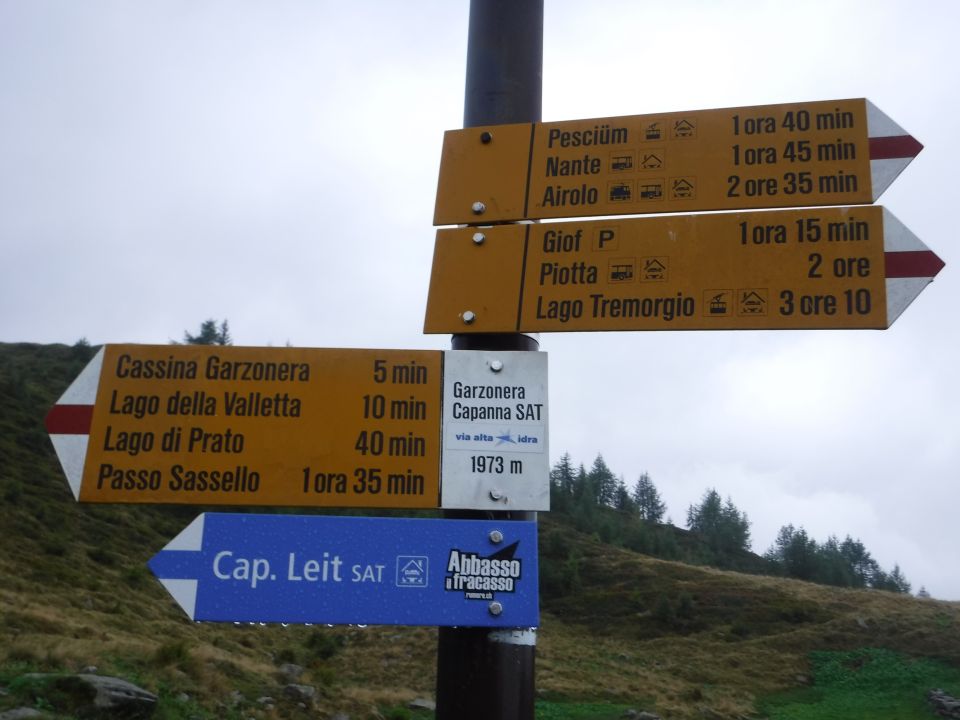 Pesciüm 1 ora 40 min
Nante 1 ora 45 min
Airolo 2 ore 35 min
Giof P 1 ora 15 min
Piotta 2 ore
Lago Tremorgio 3 ore 10
Cassina Garzonera 5 min
Lago della Valletta 10 min
Lago di Prato 40 min
Passo Sassello 1 ora 35 min
Garzonera
Capanna SAT
via alta idra
1973 m
Cap. Leit SAT
Abbasso
il fracasso
rumore.ch